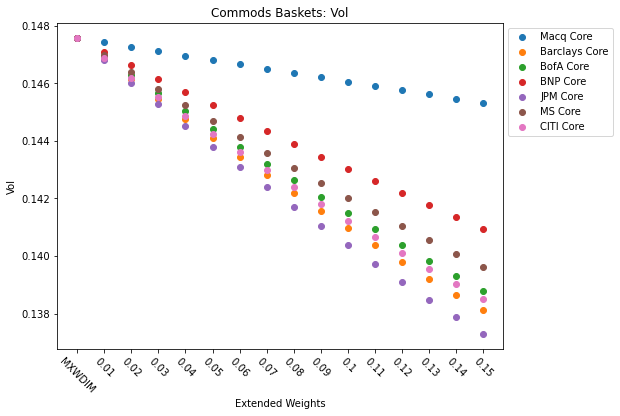 Commods Baskets: Vol
Vol
0.148
0.146
0.144
0.142
0.140
0.138
MXWDIM
0.01
0.02
0.03
0.04
0.05
0.06
0.07
0.08
0.09
0.1
0.11
0.12
0.13
0.14
0.15
Extended Weights
Macq Core
Barclays Core
BofA Core
BNP Core
JPM Core
MS Core
CITI Core